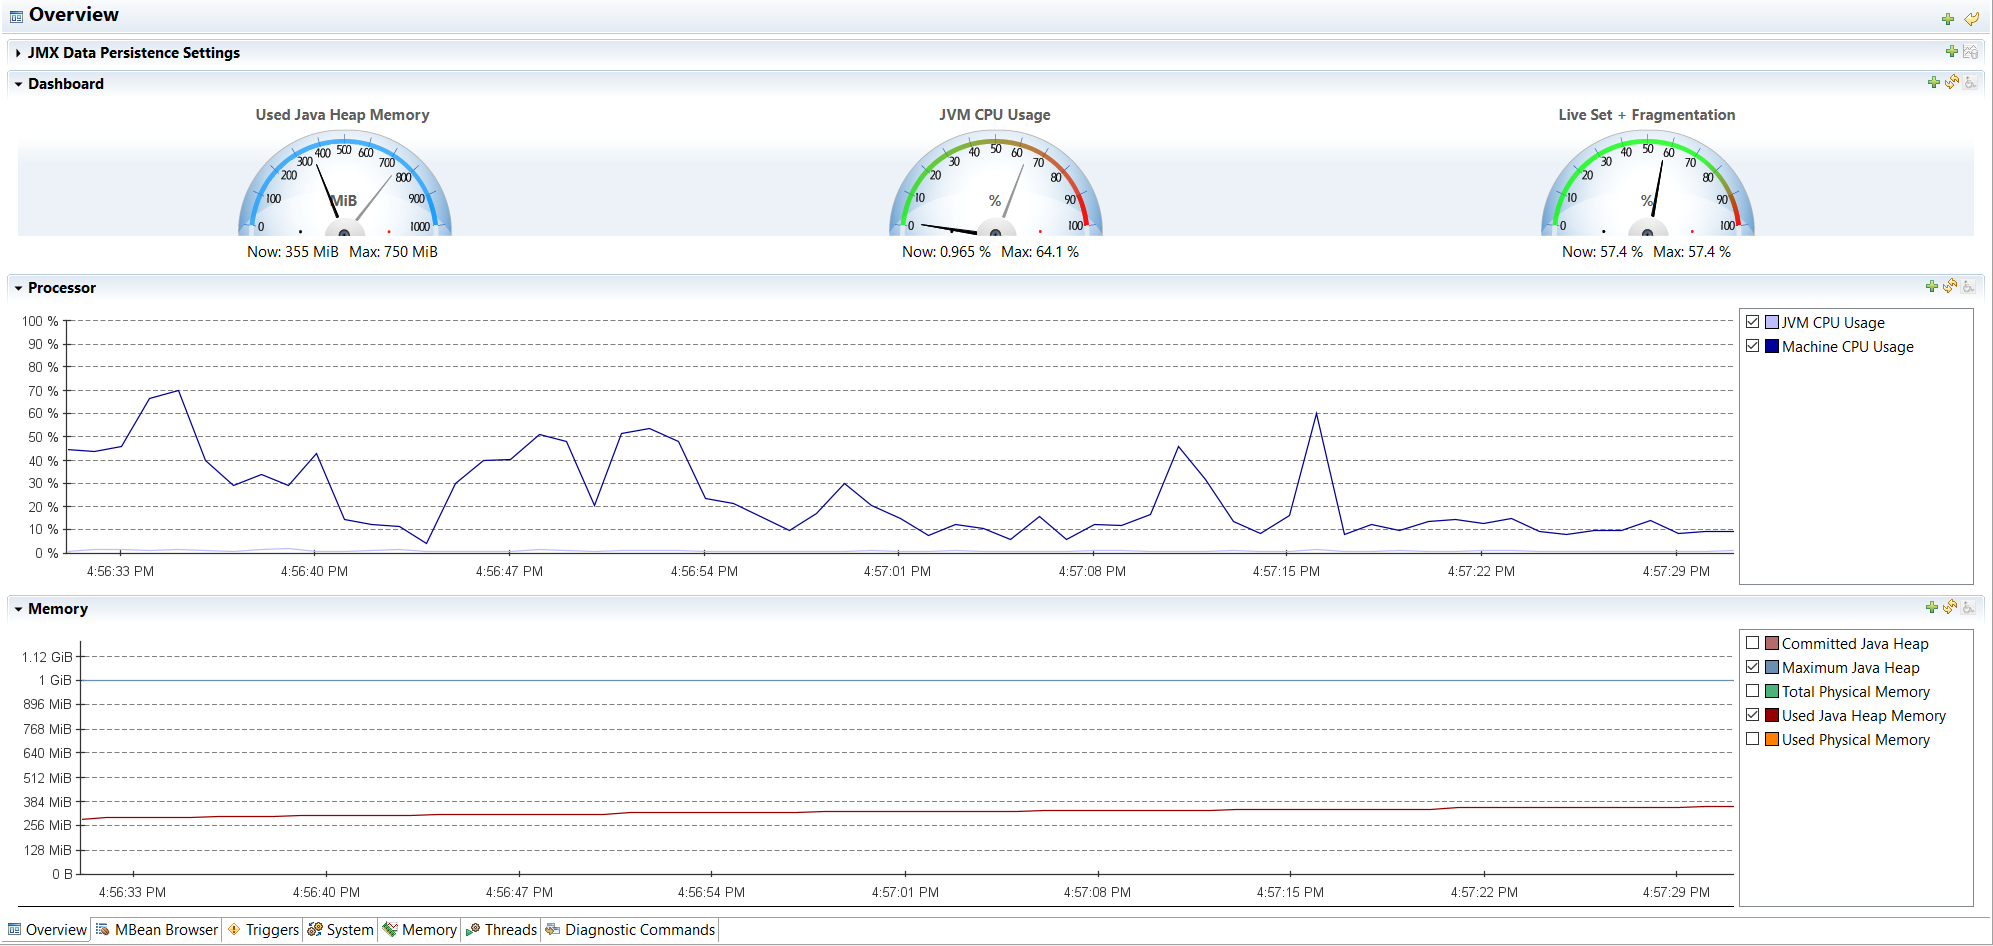 Overview
JMX Data Persistence Settings
Dashboard
Used Java Heap Memory
0 100 200 300 400 500 600 700 800 900 1000
MiB
Now: 355 MiB Max: 750 MiB
JVM CPU Usage
0 10 20 30 40 50 60 70 80 90 100
%
Now: 0.965 % Max: 64.1 %
Live Set + Fragmentation
0 10 20 30 40 50 60 70 80 90 100
%
Now: 57.4 % Max: 57.4 %
Processor
100 %
90 %
80 %
70 %
60 %
50 %
40 %
30 %
20 %
10 %
0 %
4:56:33 PM 4:56:40 PM 4:56:47 PM 4:56:54 PM 4:57:01 PM 4:57:08 PM 4:57:15 PM 4:57:22 PM 4:57:29 PM
JVM CPU Usage
Machine CPU Usage
Memory
1.12 GiB
1 GiB
896 MiB
768 MiB
640 MiB
512 MiB
384 MiB
256 MiB
128 MiB
0 B
4:56:33 PM 4:56:40 PM 4:56:47 PM 4:56:54 PM 4:57:01 PM 4:57:08 PM 4:57:15 PM 4:57:22 PM 4:57:29 PM
Committed Java Heap
Maximum Java Heap
Total Physical Memory
Used Java Heap Memory
Used Physical Memory
Overview MBean Browser Triggers System Memory Threads Diagnostic Commands